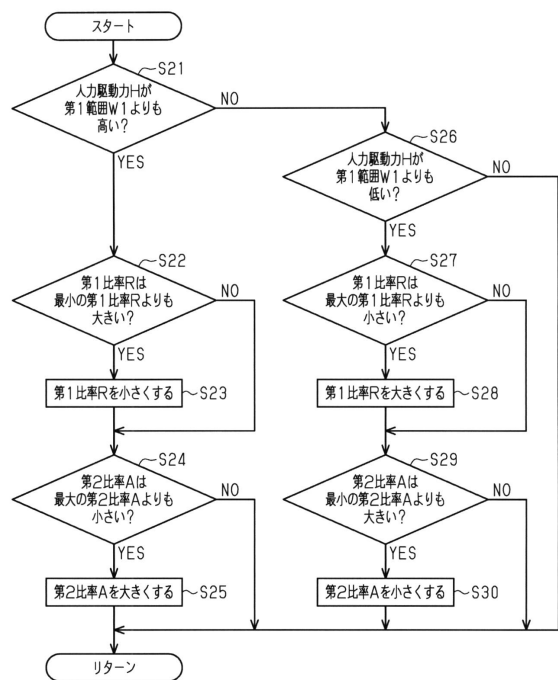 スタート
S21
人力駆動力Hが
第1範囲W1よりも
高い?
NO
YES
S26
人力駆動力Hが
第1範囲W1よりも
低い?
NO
YES
S22
第1比率Rは
最小の第1比率Rよりも
大きい?
NO
YES
S27
第1比率Rは
最大の第1比率Rよりも
小さい?
NO
YES
第1比率Rを小さくする
S23
第1比率Rを大きくする
S28
S24
第2比率Aは
最大の第2比率Aよりも
小さい?
NO
YES
S29
第2比率Aは
最小の第2比率Aよりも
大きい?
NO
YES
第2比率Aを大きくする
S25
第2比率Aを小さくする
S30
リターン